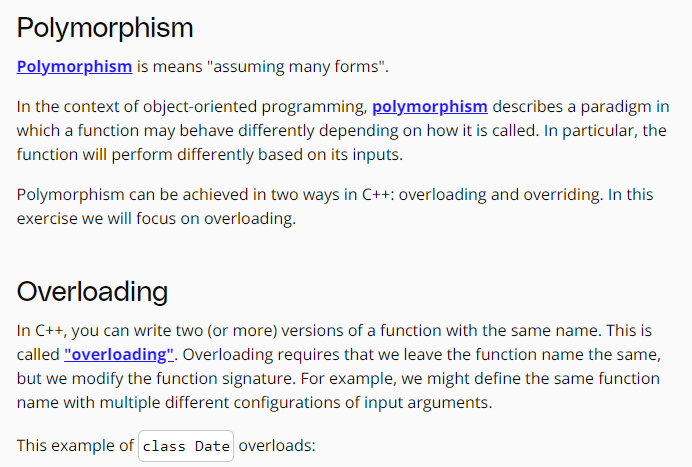 Polymorphism
Polymorphism is means "assuming many forms".
In the context of object-oriented programming, polymorphism describes a paradigm in
which a function may behave differently depending on how it is called. In particular, the
function will perform differently based on its inputs.
Polymorphism can be achieved in two ways in C++: overloading and overriding. In this
exercise we will focus on overloading.
Overloading
In C++, you can write two (or more) versions of a function with the same name. This is
called "overloading". Overloading requires that we leave the function name the same,
but we modify the function signature. For example, we might define the same function
name with multiple different configurations of input arguments.
This example of class Date overloads: